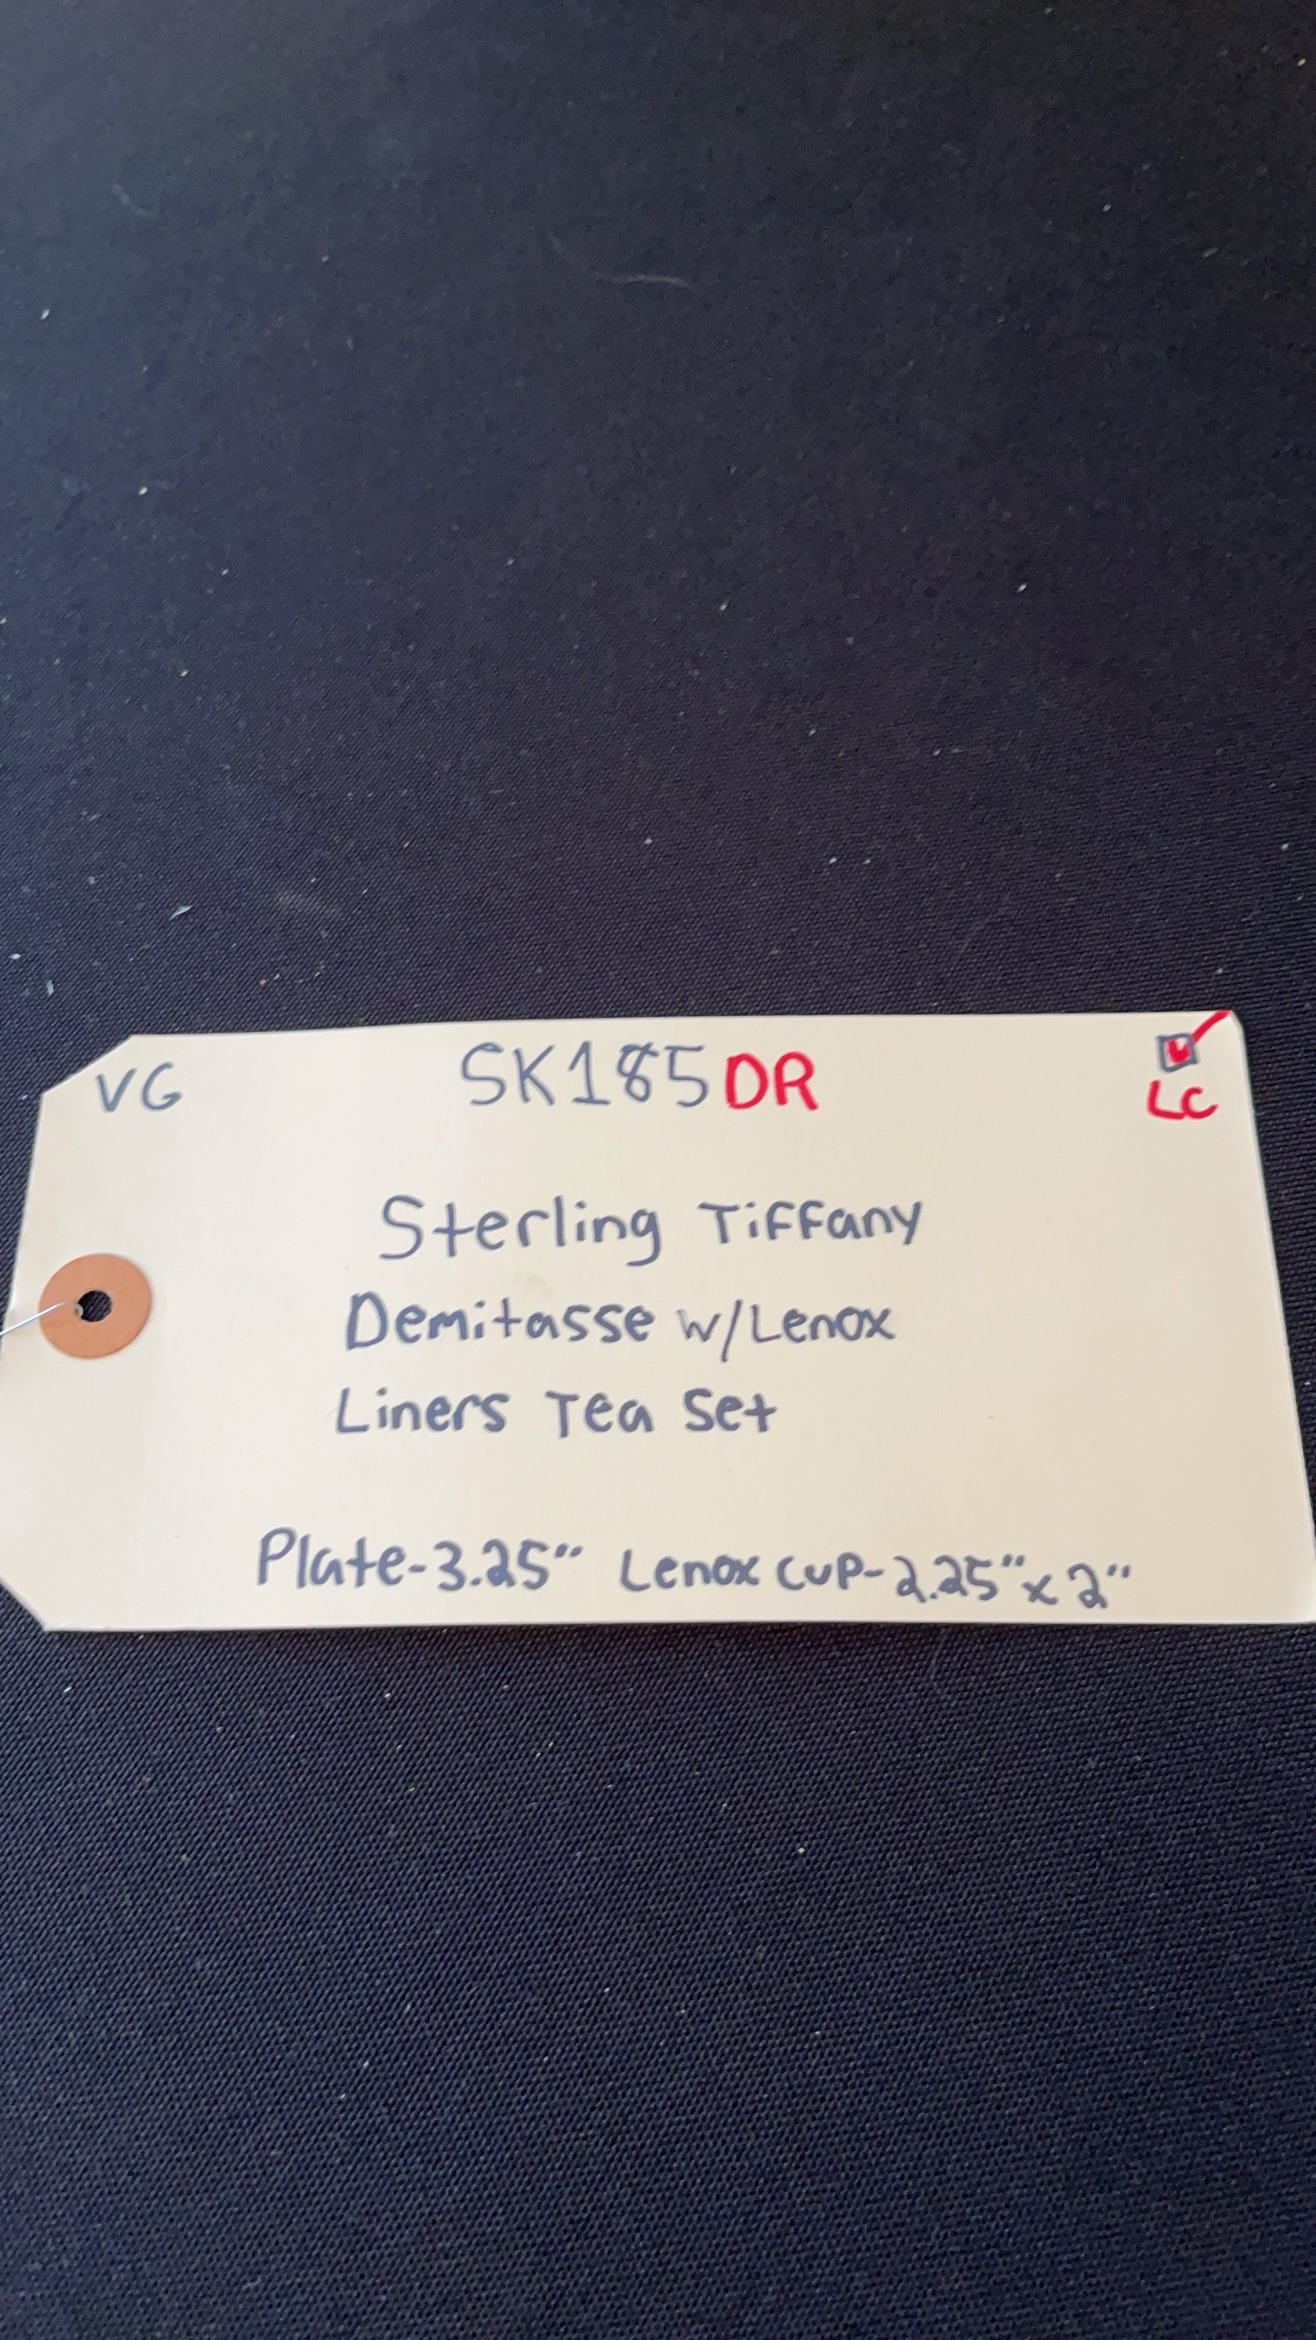 VG SK185DR
LC
Sterling Tiffany
Demitasse w/Lenox
Liners Tea Set
Plate-3.25" Lenox cup-2.25"x2"